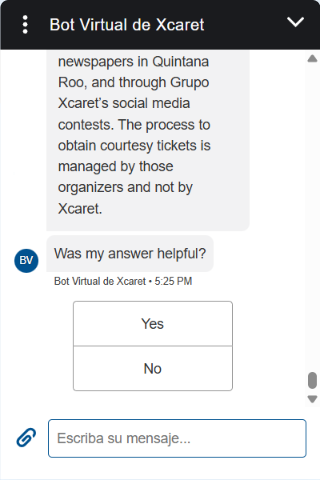 Bot Virtual de Xcaret
newspapers in Quintana
Roo, and through Grupo
Xcaret’s social media
contests. The process to
obtain courtesy tickets is
managed by those
organizers and not by
Xcaret.
BV
Was my answer helpful?
Bot Virtual de Xcaret • 5:25 PM
Yes
No
Escriba su mensaje...